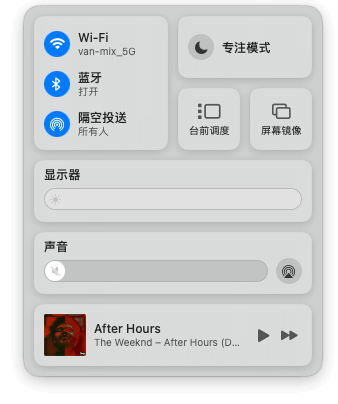 Wi-Fi
van-mix_5G
蓝牙
打开
隔空投送
所有人
专注模式
台前调度
屏幕镜像
显示器
声音
After Hours
The Weeknd – After Hours (D...